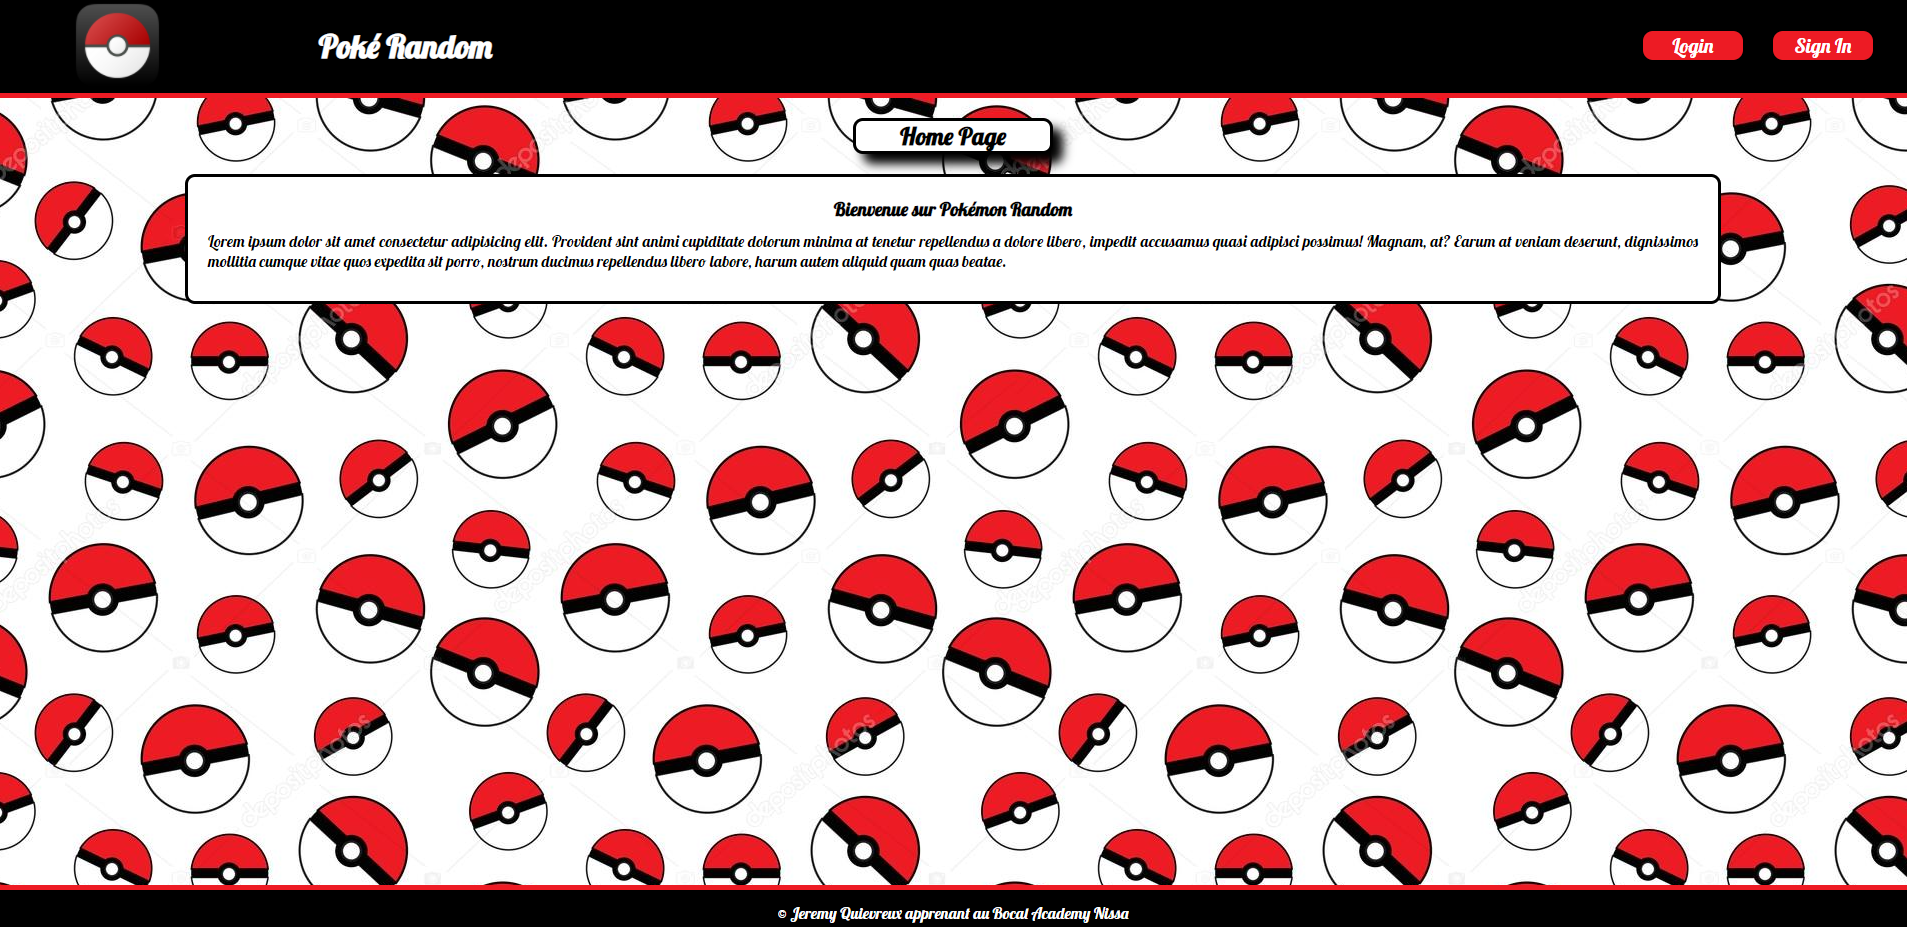 Poké Random
Login
Sign In
Home Page
Bienvenue sur Pokémon Random
Lorem ipsum dolor sit amet consectetur adipisicing elit. Provident sint animi cupiditate dolorum minima at tenetur repellendus a dolore libero, impedit accusamus quasi adipisci possimus! Magnam, at? Earum at veniam deserunt, dignissimos
mollitia cumque vitae quos expedita sit porro, nostrum ducimus repellendus libero labore, harum autem aliquid quam quas beatae.
depositphotos
© Jeremy Quievreux apprenant au Bocal Academy Nissa